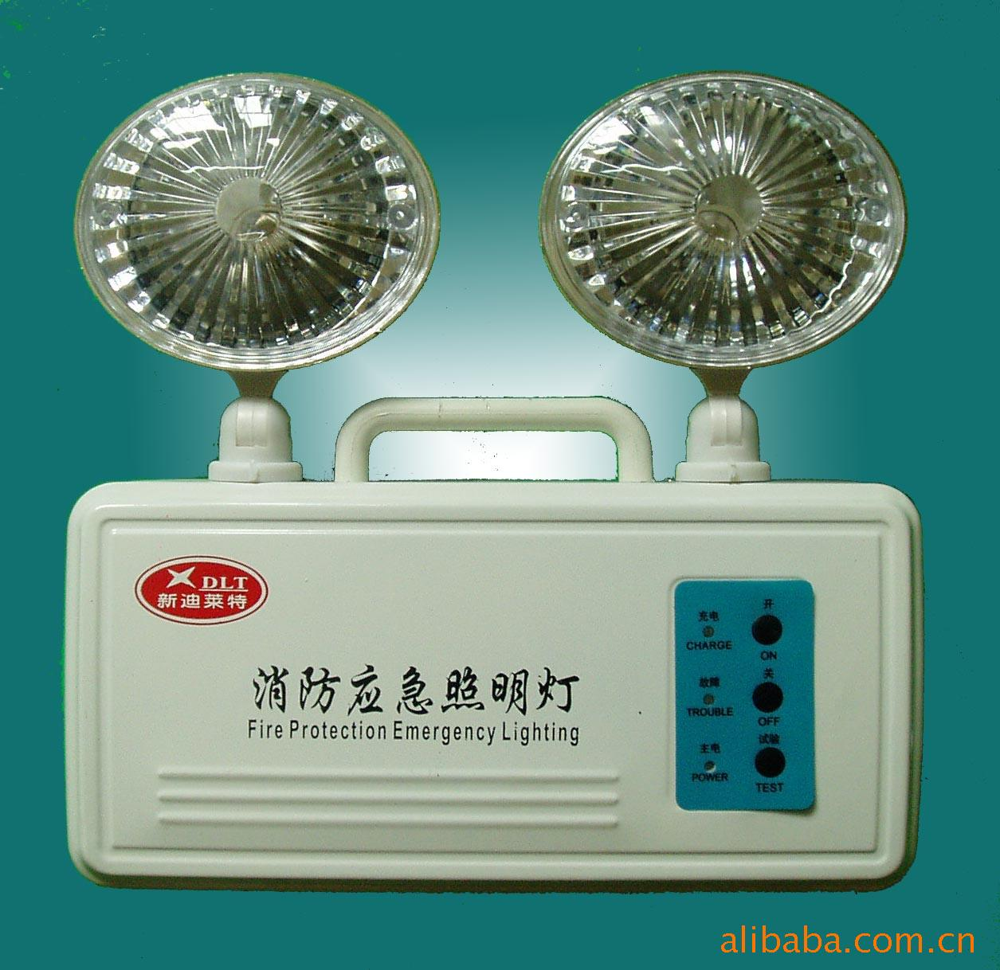 DLT
新迪莱特
消防应急照明灯
Fire Protection Emergency Lighting
充电
CHARGE
开
ON
故障
TROUBLE
关
OFF
主电
POWER
试验
TEST
alibaba.com.cn